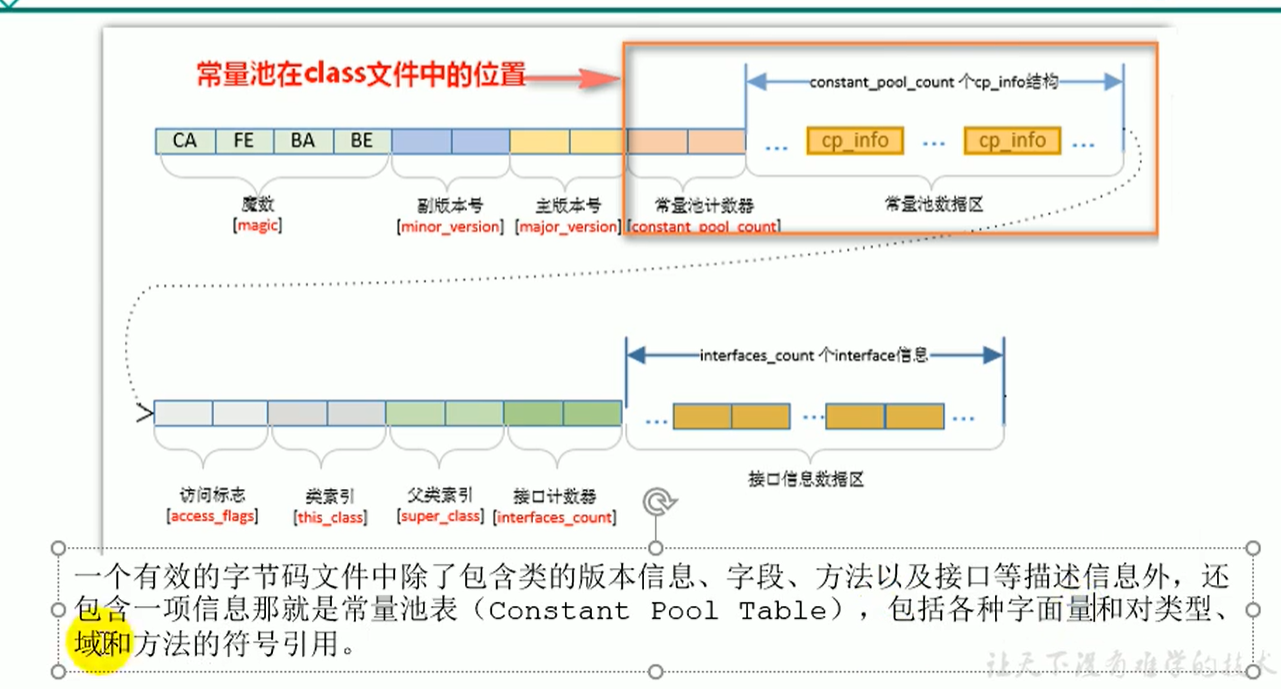 常量池在class文件中的位置
constant_pool_count 个cp_info结构
CA FE BA BE ... cp_info ... cp_info ...
魔数 副版本号 主版本号 常量池计数器 常量池数据区
[magic] [minor_version] [major_version] [constant_pool_count]
interfaces_count 个interface信息
... ... ...
接口信息数据区
访问标志 类索引 父类索引 接口计数器
[access_flags] [this_class] [super_class] [interfaces_count]
一个有效的字节码文件中除了包含类的版本信息、字段、方法以及接口等描述信息外，还
包含一项信息那就是常量池表（Constant Pool Table），包括各种字面量和对类型、
域和方法的符号引用。
让天下没有难学的技术